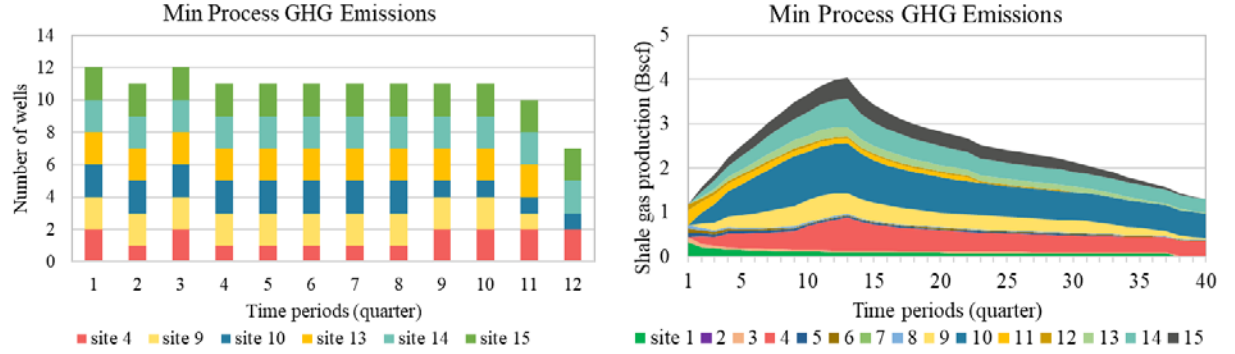 Min Process GHG Emissions
Number of wells
14
12
10
8
6
4
2
0
1 2 3 4 5 6 7 8 9 10 11 12
Time periods (quarter)
site 4 site 9 site 10 site 13 site 14 site 15
Min Process GHG Emissions
Shale gas production (Bscf)
5
4
3
2
1
0
1 5 10 15 20 25 30 35 40
Time periods (quarter)
site 1 2 3 4 5 6 7 8 9 10 11 12 13 14 15